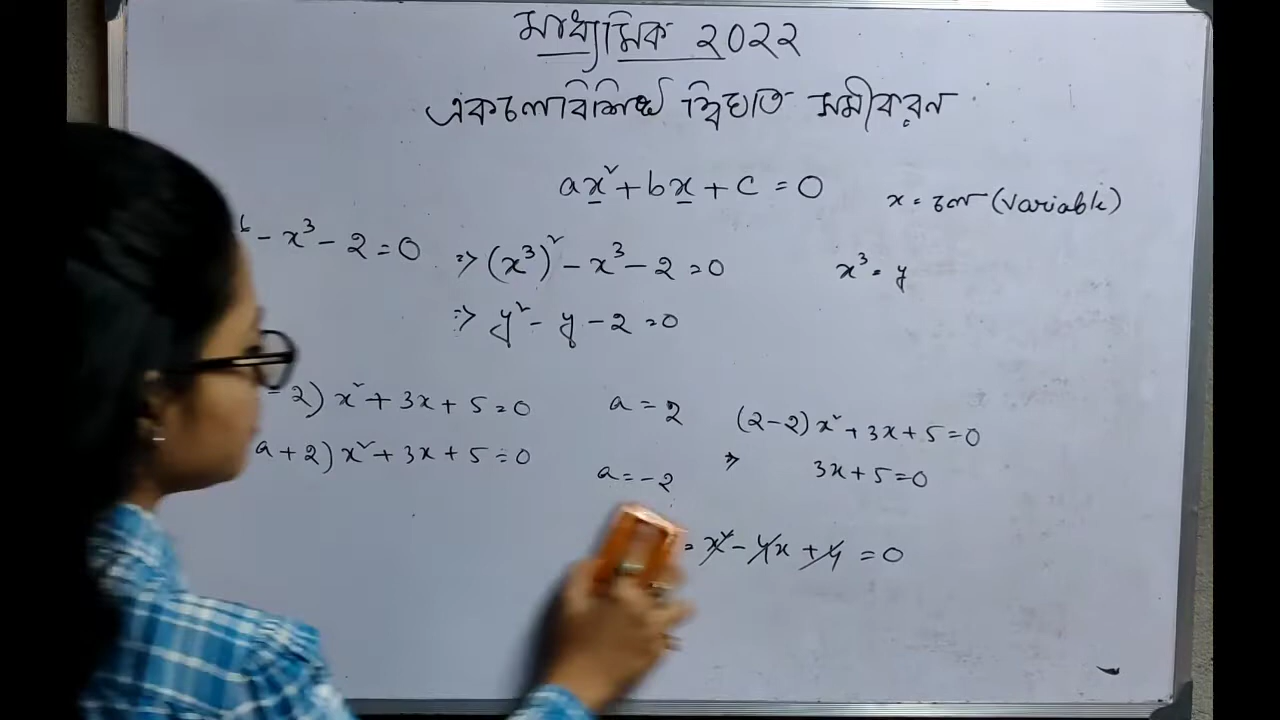 মাধ্যমিক ২০২২
একচলবিশিষ্ট দ্বিঘাত সমীকরন
ax² + bx + c = 0
x = চল (variable)
⁶ - x³ - 2 = 0 => (x³)² - x³ - 2 = 0
x³ = y
=> y² - y - 2 = 0
- 2) x² + 3x + 5 = 0
a = 2
(2-2) x² + 3x + 5 = 0
a + 2) x² + 3x + 5 = 0
a = -2
=> 3x + 5 = 0
= x² - 4x + 4 = 0